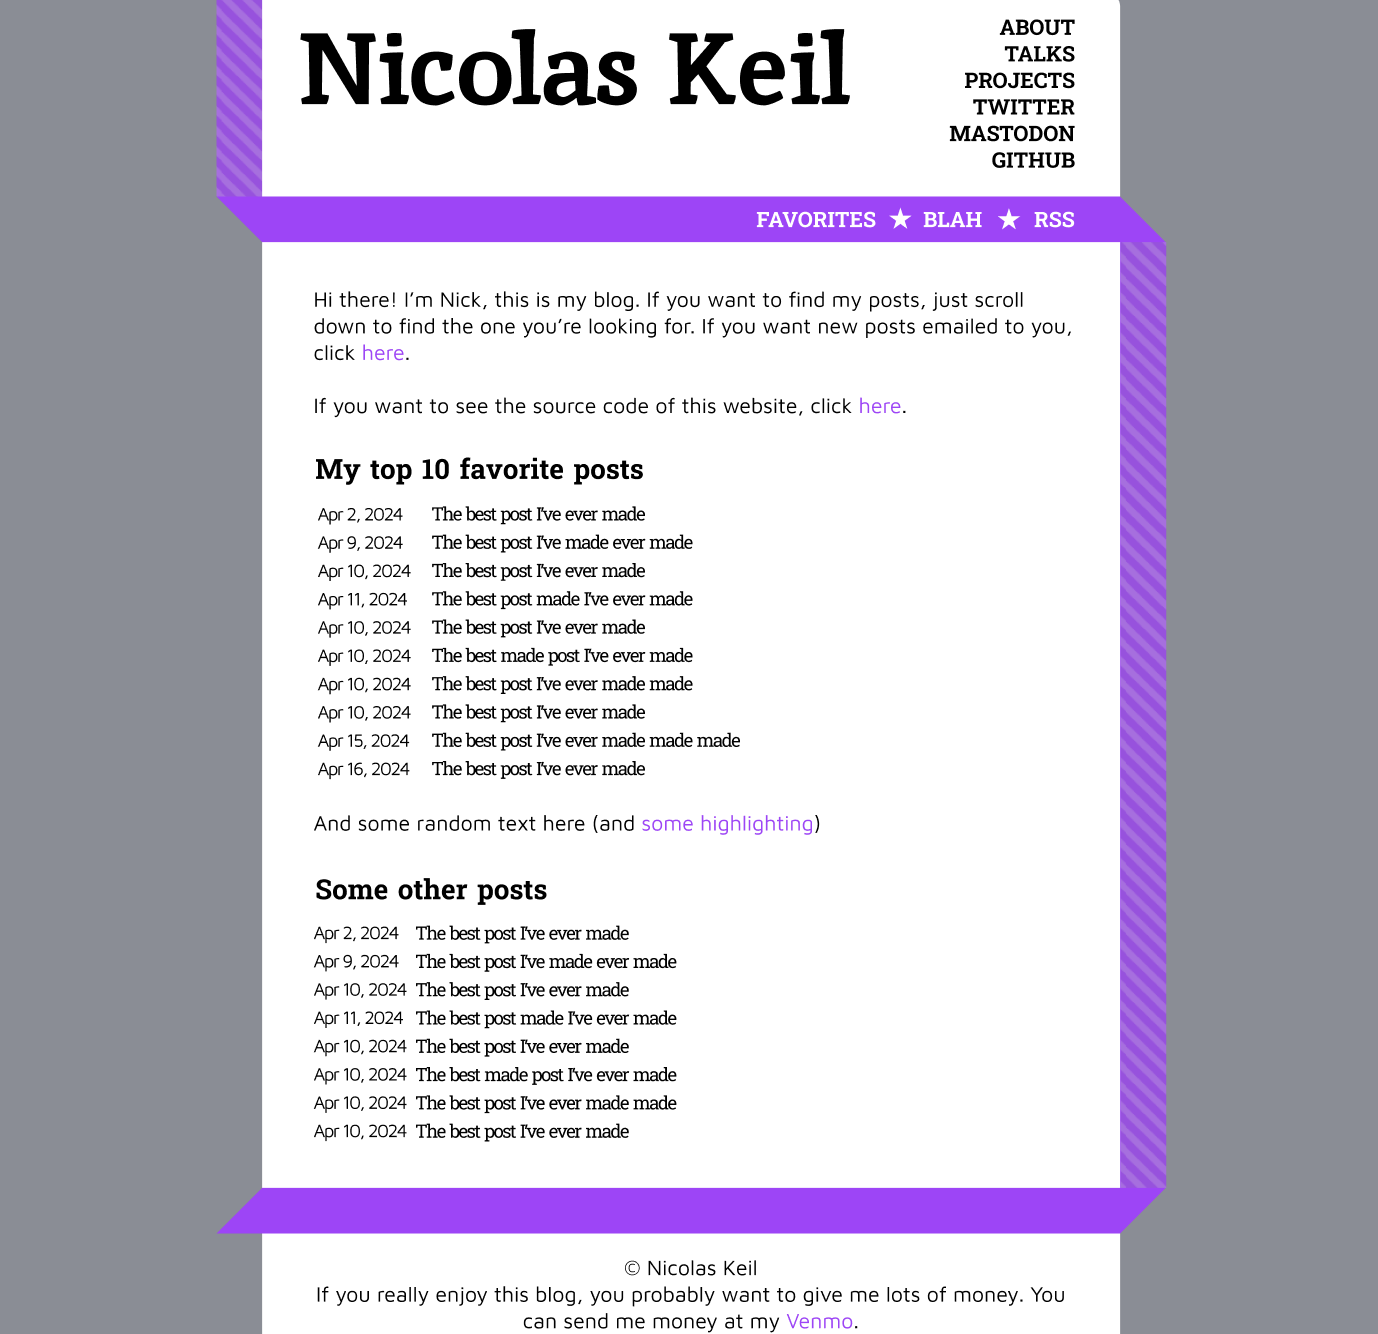 Nicolas Keil
ABOUT
TALKS
PROJECTS
TWITTER
MASTODON
GITHUB
FAVORITES ★ BLAH ★ RSS
Hi there! I’m Nick, this is my blog. If you want to find my posts, just scroll
down to find the one you’re looking for. If you want new posts emailed to you,
click here.
If you want to see the source code of this website, click here.
My top 10 favorite posts
Apr 2, 2024 The best post I've ever made
Apr 9, 2024 The best post I've made ever made
Apr 10, 2024 The best post I've ever made
Apr 11, 2024 The best post made I've ever made
Apr 10, 2024 The best post I've ever made
Apr 10, 2024 The best made post I've ever made
Apr 10, 2024 The best post I've ever made made
Apr 10, 2024 The best post I've ever made
Apr 15, 2024 The best post I've ever made made made
Apr 16, 2024 The best post I've ever made
And some random text here (and some highlighting)
Some other posts
Apr 2, 2024 The best post I've ever made
Apr 9, 2024 The best post I've made ever made
Apr 10, 2024 The best post I've ever made
Apr 11, 2024 The best post made I've ever made
Apr 10, 2024 The best post I've ever made
Apr 10, 2024 The best made post I've ever made
Apr 10, 2024 The best post I've ever made made
Apr 10, 2024 The best post I've ever made
© Nicolas Keil
If you really enjoy this blog, you probably want to give me lots of money. You
can send me money at my Venmo.